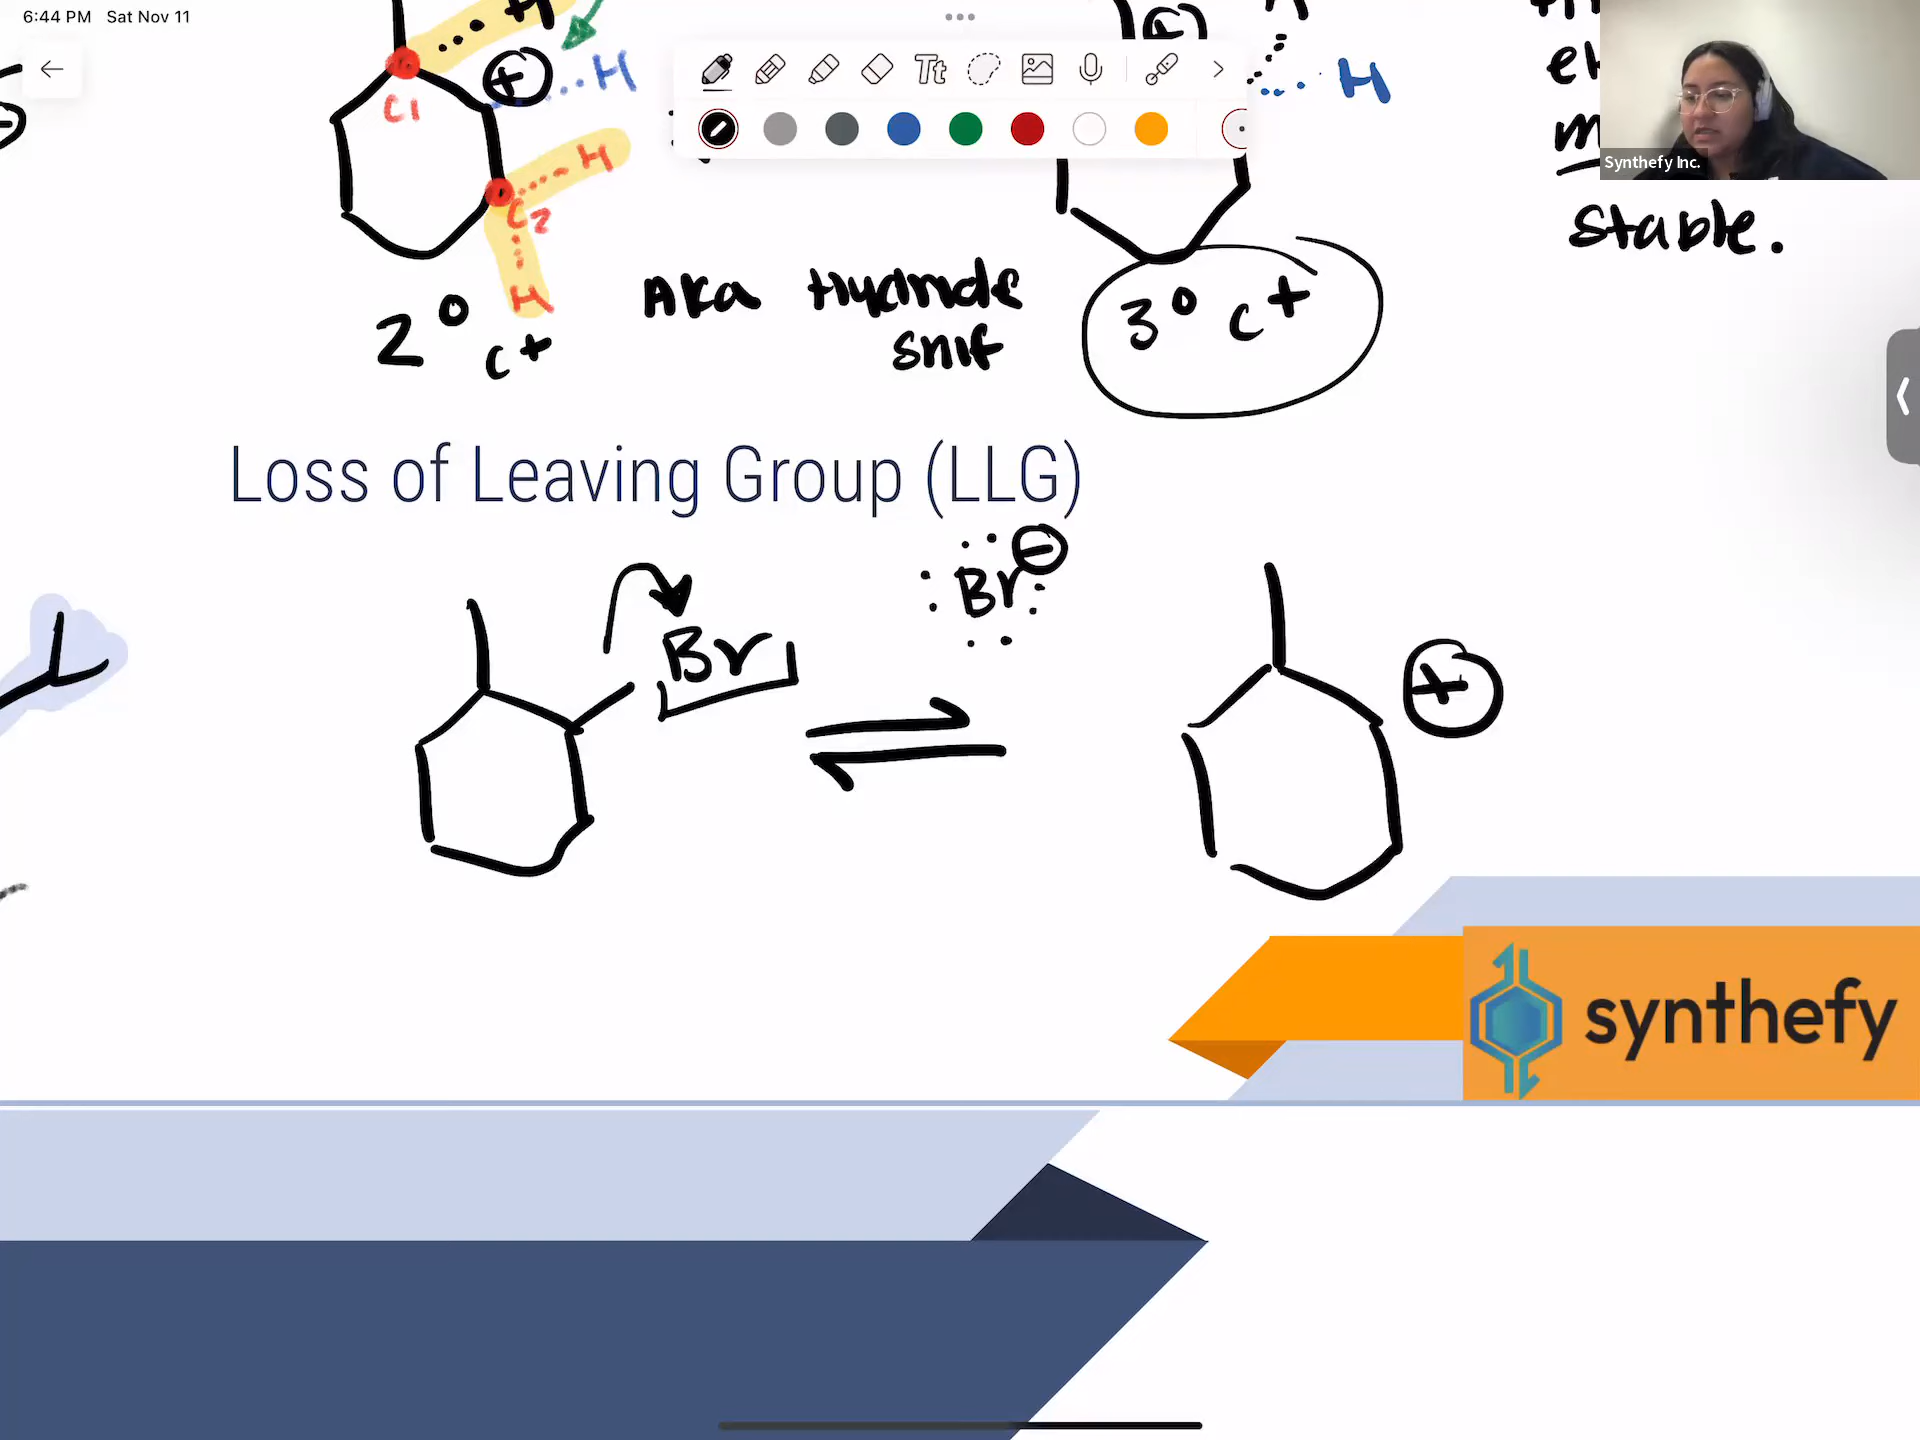 6:44 PM Sat Nov 11
H
+
H
C1
H
C2
H
2° C+
Tt
H
Synthefy Inc.
m
Stable.
Aka Hydride
Shif
3° C+
Loss of Leaving Group (LLG)
Br
Br
+
synthefy